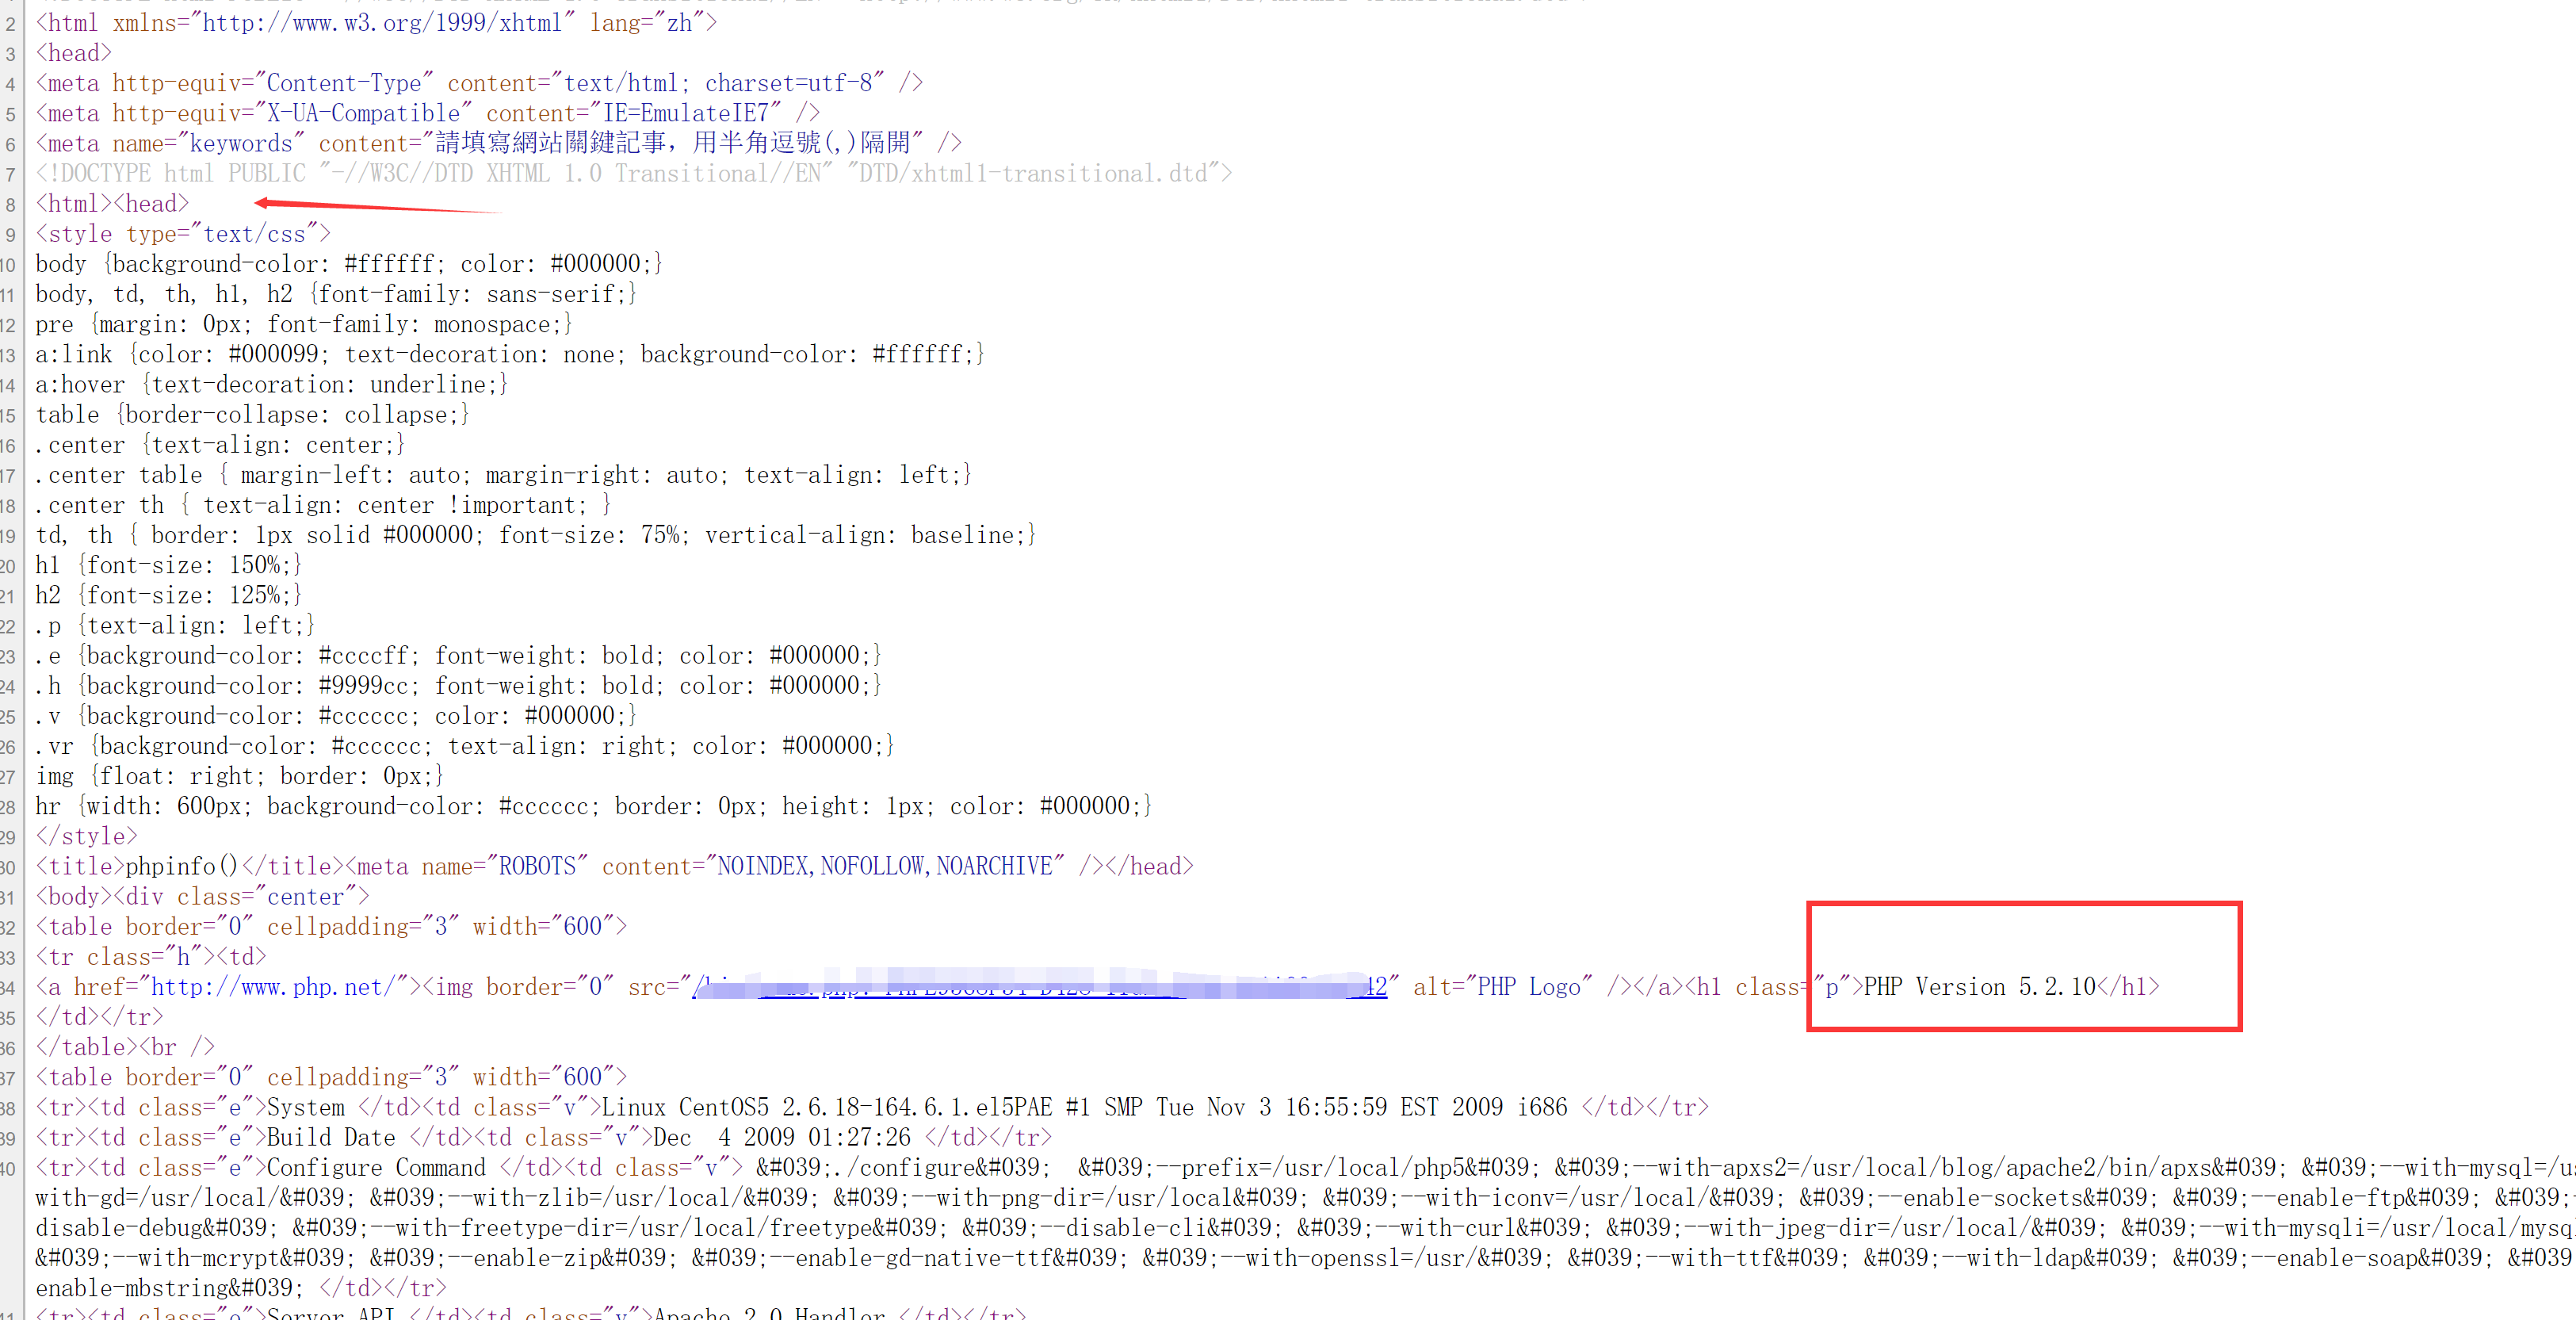 2 <html xmlns="http://www.w3.org/1999/xhtml" lang="zh">
3 <head>
4 <meta http-equiv="Content-Type" content="text/html; charset=utf-8" />
5 <meta http-equiv="X-UA-Compatible" content="IE=EmulateIE7" />
6 <meta name="keywords" content="請填寫網站關鍵記事，用半角逗號(,)隔開" />
7 <!DOCTYPE html PUBLIC "-//W3C//DTD XHTML 1.0 Transitional//EN" "DTD/xhtml1-transitional.dtd">
8 <html><head>
9 <style type="text/css">
10 body {background-color: #ffffff; color: #000000;}
11 body, td, th, h1, h2 {font-family: sans-serif;}
12 pre {margin: 0px; font-family: monospace;}
13 a:link {color: #000099; text-decoration: none; background-color: #ffffff;}
14 a:hover {text-decoration: underline;}
15 table {border-collapse: collapse;}
16 .center {text-align: center;}
17 .center table { margin-left: auto; margin-right: auto; text-align: left;}
18 .center th { text-align: center !important; }
19 td, th { border: 1px solid #000000; font-size: 75%; vertical-align: baseline;}
20 h1 {font-size: 150%;}
21 h2 {font-size: 125%;}
22 .p {text-align: left;}
23 .e {background-color: #ccccff; font-weight: bold; color: #000000;}
24 .h {background-color: #9999cc; font-weight: bold; color: #000000;}
25 .v {background-color: #cccccc; color: #000000;}
26 .vr {background-color: #cccccc; text-align: right; color: #000000;}
27 img {float: right; border: 0px;}
28 hr {width: 600px; background-color: #cccccc; border: 0px; height: 1px; color: #000000;}
29 </style>
30 <title>phpinfo()</title><meta name="ROBOTS" content="NOINDEX,NOFOLLOW,NOARCHIVE" /></head>
31 <body><div class="center">
32 <table border="0" cellpadding="3" width="600">
33 <tr class="h"><td>
34 <a href="http://www.php.net/"><img border="0" src="/ 42" alt="PHP Logo" /></a><h1 class="p">PHP Version 5.2.10</h1>
35 </td></tr>
36 </table><br />
37 <table border="0" cellpadding="3" width="600">
38 <tr><td class="e">System </td><td class="v">Linux CentOS5 2.6.18-164.6.1.el5PAE #1 SMP Tue Nov 3 16:55:59 EST 2009 i686 </td></tr>
39 <tr><td class="e">Build Date </td><td class="v">Dec  4 2009 01:27:26 </td></tr>
40 <tr><td class="e">Configure Command </td><td class="v"> &#039;./configure&#039;  &#039;--prefix=/usr/local/php5&#039; &#039;--with-apxs2=/usr/local/blog/apache2/bin/apxs&#039; &#039;--with-mysql=/us
with-gd=/usr/local/&#039; &#039;--with-zlib=/usr/local/&#039; &#039;--with-png-dir=/usr/local&#039; &#039;--with-iconv=/usr/local/&#039; &#039;--enable-sockets&#039; &#039;--enable-ftp&#039; &#039;-
disable-debug&#039; &#039;--with-freetype-dir=/usr/local/freetype&#039; &#039;--disable-cli&#039; &#039;--with-curl&#039; &#039;--with-jpeg-dir=/usr/local/&#039; &#039;--with-mysqli=/usr/local/mysql
&#039;--with-mcrypt&#039; &#039;--enable-zip&#039; &#039;--enable-gd-native-ttf&#039; &#039;--with-openssl=/usr/&#039; &#039;--with-ttf&#039; &#039;--with-ldap&#039; &#039;--enable-soap&#039; &#039;
enable-mbstring&#039; </td></tr>
<tr><td class="e">Server API </td><td class="v">Apache 2.0 Handler </td></tr>